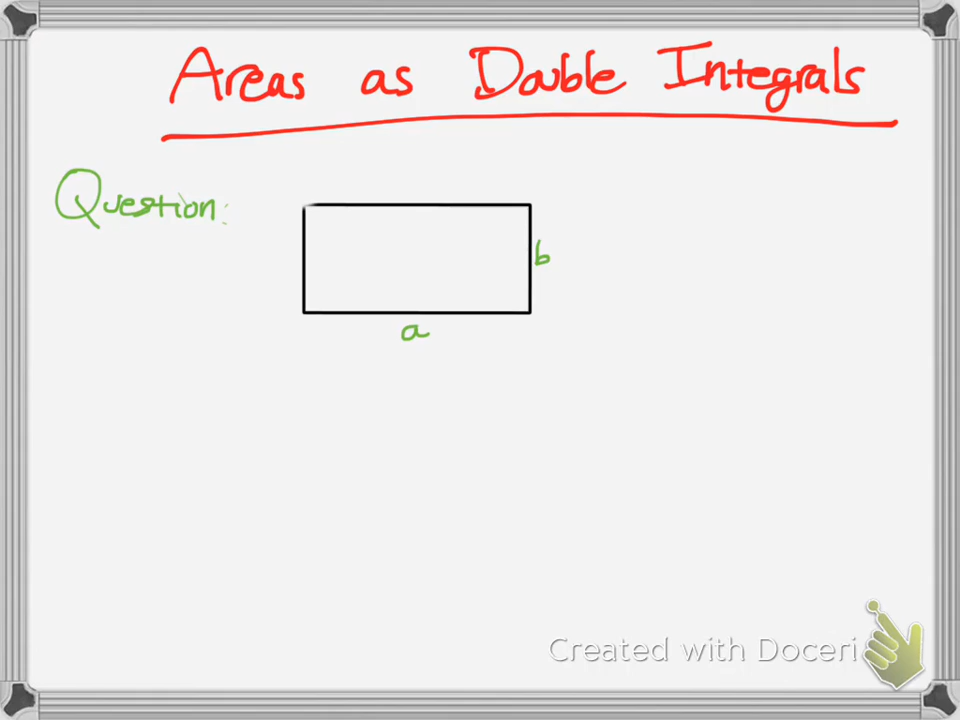 Areas as Double Integrals
Question:
b
a
Created with Doceri